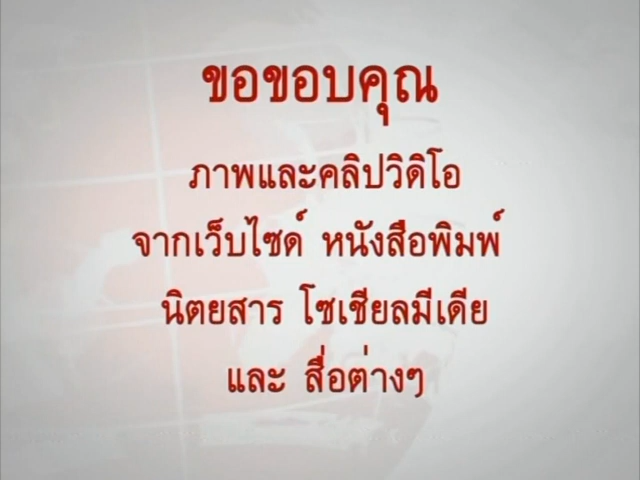 ขอขอบคุณ
ภาพและคลิปวิดิโอ
จากเว็บไซด์ หนังสือพิมพ์
นิตยสาร โซเชียลมีเดีย
และ สื่อต่างๆ